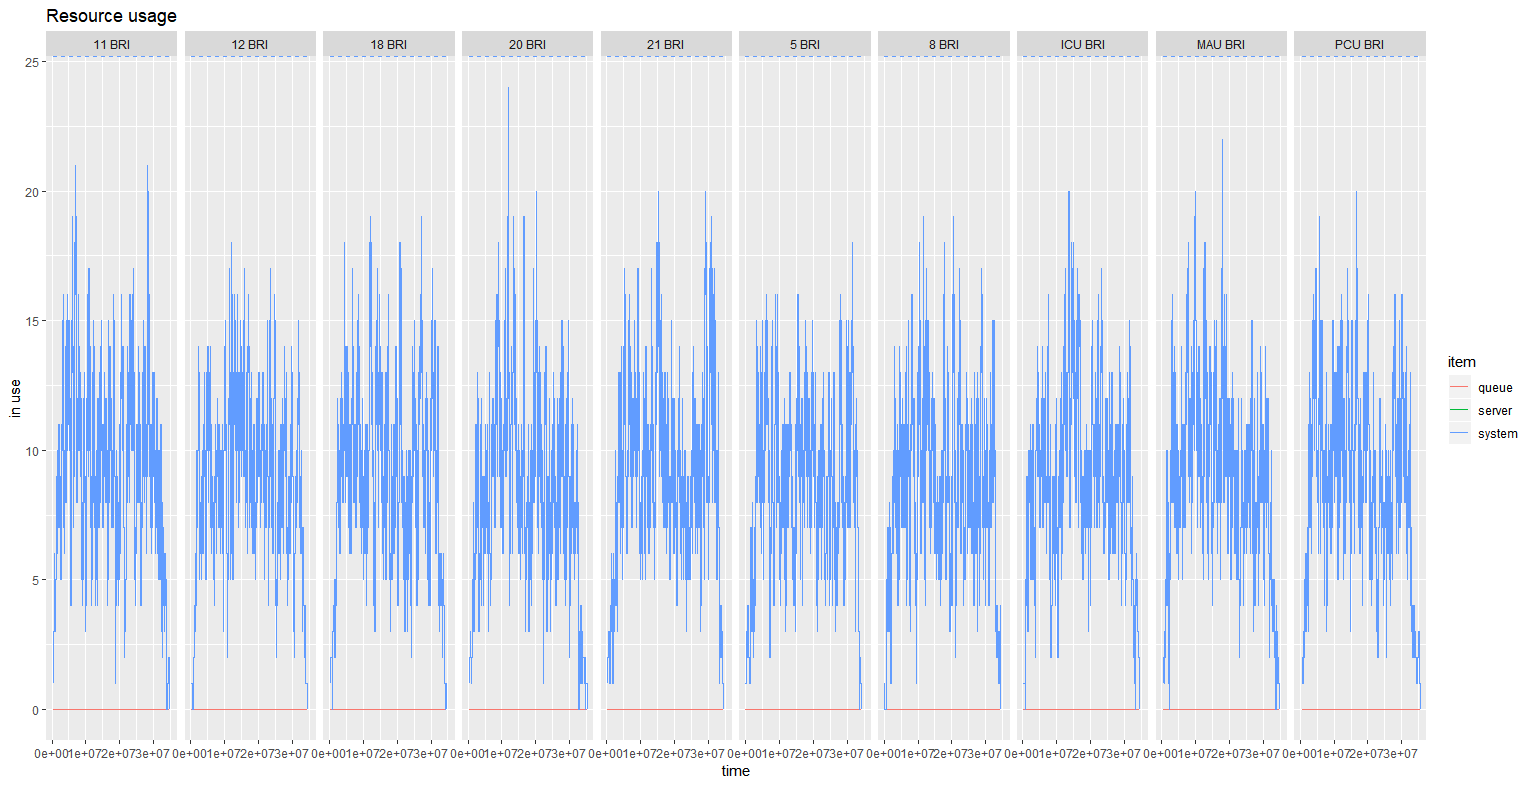 Resource usage
11 BRI 12 BRI 18 BRI 20 BRI 21 BRI 5 BRI 8 BRI ICU BRI MAU BRI PCU BRI
25
20
15
10
5
0
in use
0e+001e+072e+073e+07 0e+001e+072e+073e+07 0e+001e+072e+073e+07 0e+001e+072e+073e+07 0e+001e+072e+073e+07 0e+001e+072e+073e+07 0e+001e+072e+073e+07 0e+001e+072e+073e+07 0e+001e+072e+073e+07 0e+001e+072e+073e+07
time
item
queue
server
system